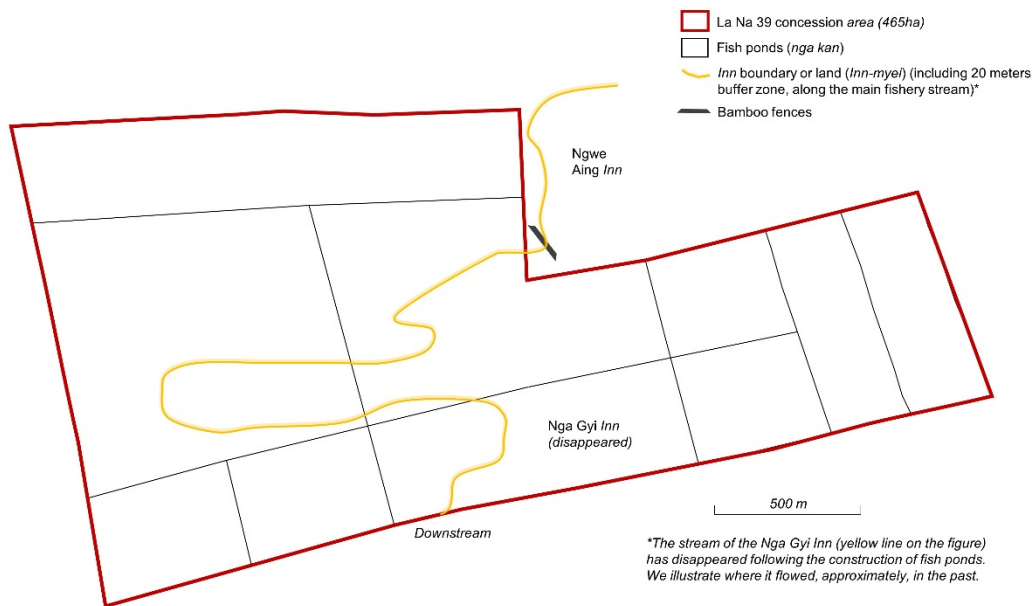 La Na 39 concession area (465ha)
Fish ponds (nga kan)
Inn boundary or land (Inn-myei) (including 20 meters
buffer zone, along the main fishery stream)*
Bamboo fences
Ngwe
Aing Inn
Nga Gyi Inn
(disappeared)
Downstream
500 m
*The stream of the Nga Gyi Inn (yellow line on the figure)
has disappeared following the construction of fish ponds.
We illustrate where it flowed, approximately, in the past.